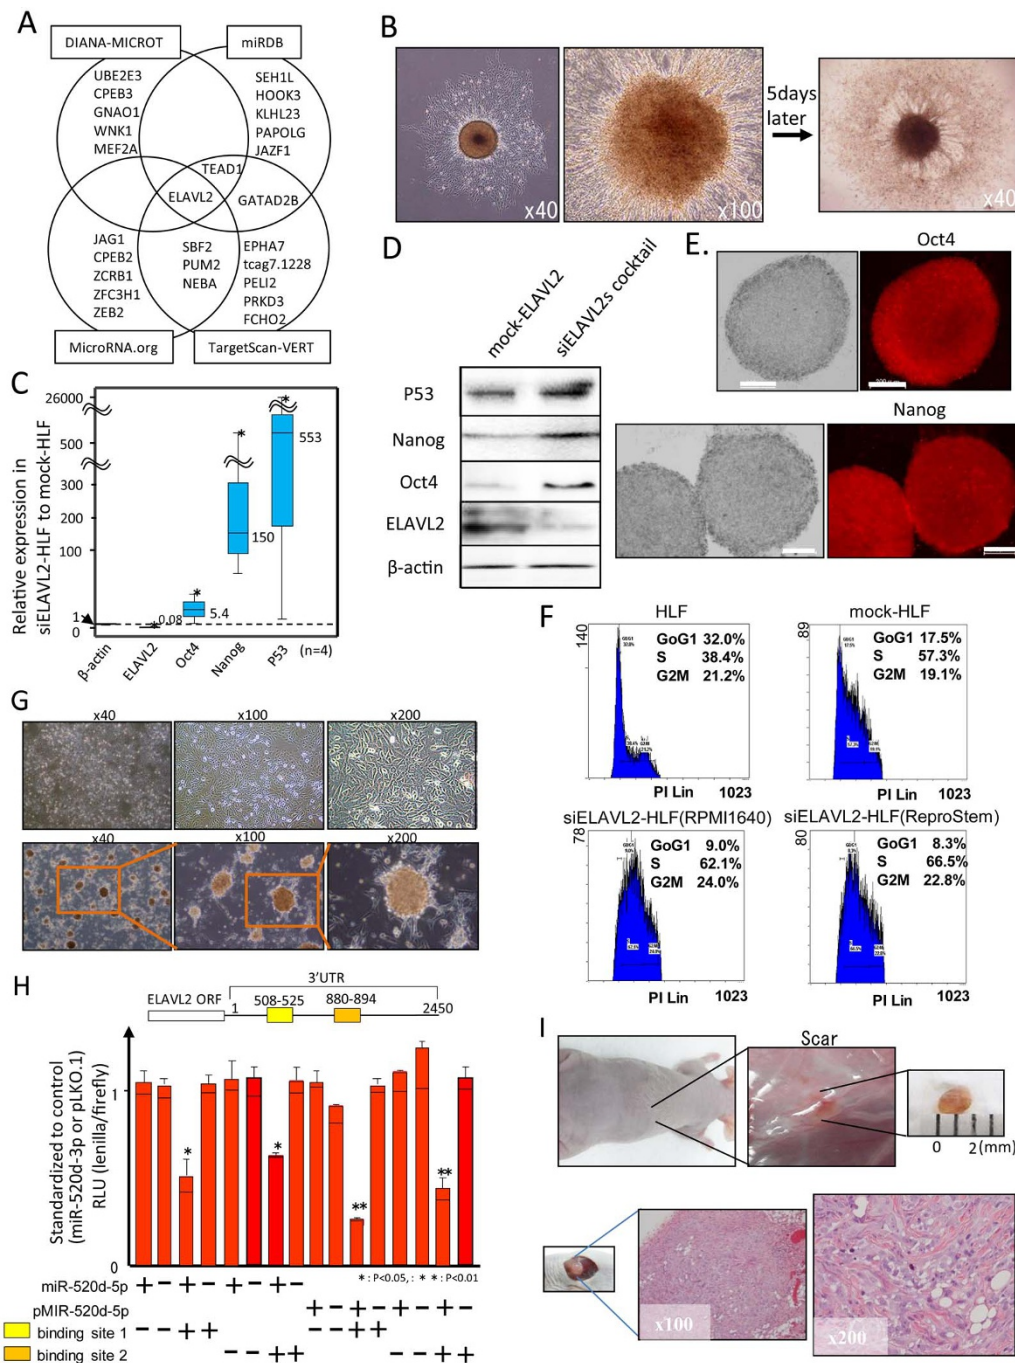 A
DIANA-MICROT
miRDB
UBE2E3
CPEB3
GNAO1
WNK1
MEF2A
SEH1L
HOOK3
KLHL23
PAPOLG
JAZF1
TEAD1
ELAVL2
GATAD2B
JAG1
CPEB2
ZCRB1
ZFC3H1
ZEB2
SBF2
PUM2
NEBA
EPHA7
tcag7.1228
PELI2
PRKD3
FCHO2
MicroRNA.org
TargetScan-VERT
B
x40
x100
5days
later
x40
C
Relative expression in
siELAVL2-HLF to mock-HLF
26000
500
300
200
100
1
0
*
0.08
*
5.4
*
150
*
553
β-actin
ELAVL2
Oct4
Nanog
P53
(n=4)
D
mock-ELAVL2
siELAVL2s cocktail
P53
Nanog
Oct4
ELAVL2
β-actin
E.
Oct4
Nanog
F
HLF
140
GoG1 32.0%
S 38.4%
G2M 21.2%
PI Lin 1023
mock-HLF
89
GoG1 17.5%
S 57.3%
G2M 19.1%
PI Lin 1023
siELAVL2-HLF(RPMI1640)
78
GoG1 9.0%
S 62.1%
G2M 24.0%
PI Lin 1023
siELAVL2-HLF(ReproStem)
80
GoG1 8.3%
S 66.5%
G2M 22.8%
PI Lin 1023
G
x40
x100
x200
x40
x100
x200
H
3'UTR
ELAVL2 ORF
1
508-525
880-894
2450
Standardized to control
(miR-520d-3p or pLKO.1)
RLU (lenilla/firefly)
1
0
*
*
**
**
*: P<0.05, : * *: P<0.01
miR-520d-5p + − + − + − + −
pMIR-520d-5p + − + − + − + −
binding site 1 − − + + − − + +
binding site 2 − − + + − − + +
I
Scar
0 2(mm)
x100
x200